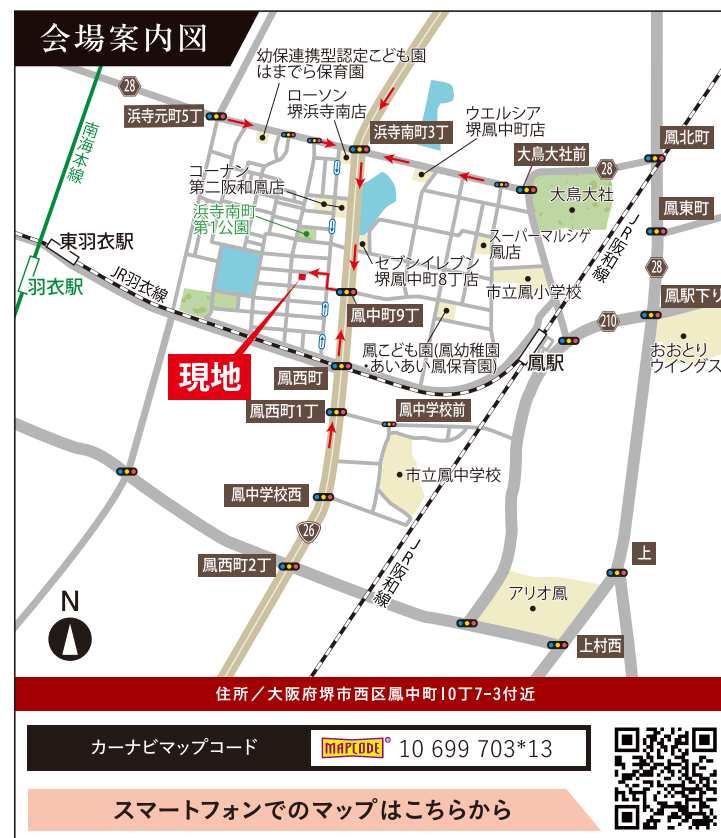 会場案内図
幼保連携型認定こども園
はまでら保育園
28
ローソン
堺浜寺南店
浜寺元町5丁
浜寺南町3丁
ウエルシア
堺鳳中町店
大鳥大社前
鳳北町
28
南海本線
コーナン
第二阪和鳳店
大鳥大社
浜寺南町
第1公園
鳳東町
スーパーマルシゲ
鳳店
JR阪和線
東羽衣駅
セブンイレブン
堺鳳中町8丁店
28
羽衣駅
JR羽衣線
市立鳳小学校
鳳中町9丁
鳳駅下り
210
鳳こども園(鳳幼稚園
・あいあい鳳保育園)
おおとり
ウイングス
鳳駅
現地
鳳西町
鳳西町1丁
鳳中学校前
市立鳳中学校
鳳中学校西
26
JR阪和線
鳳西町2丁
上
アリオ鳳
N
上村西
住所／大阪府堺市西区鳳中町10丁7-3付近
カーナビマップコード
MAPCODE® 10 699 703*13
スマートフォンでのマップはこちらから